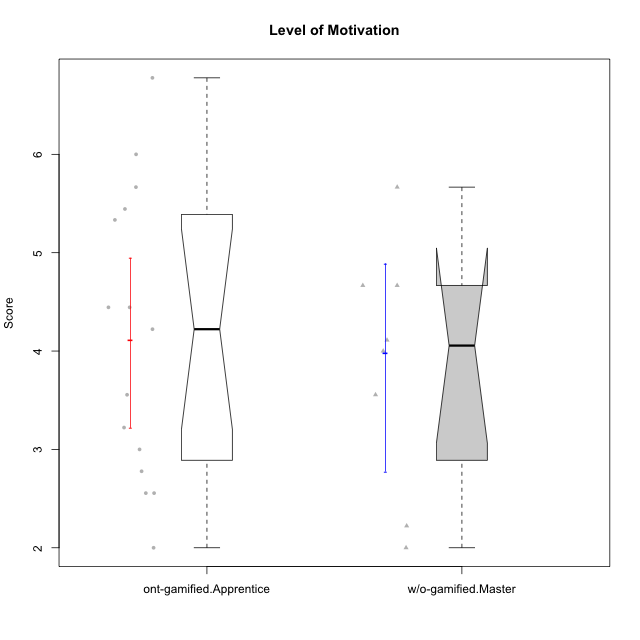 Level of Motivation
Score
6
5
4
3
2
ont-gamified.Apprentice
w/o-gamified.Master